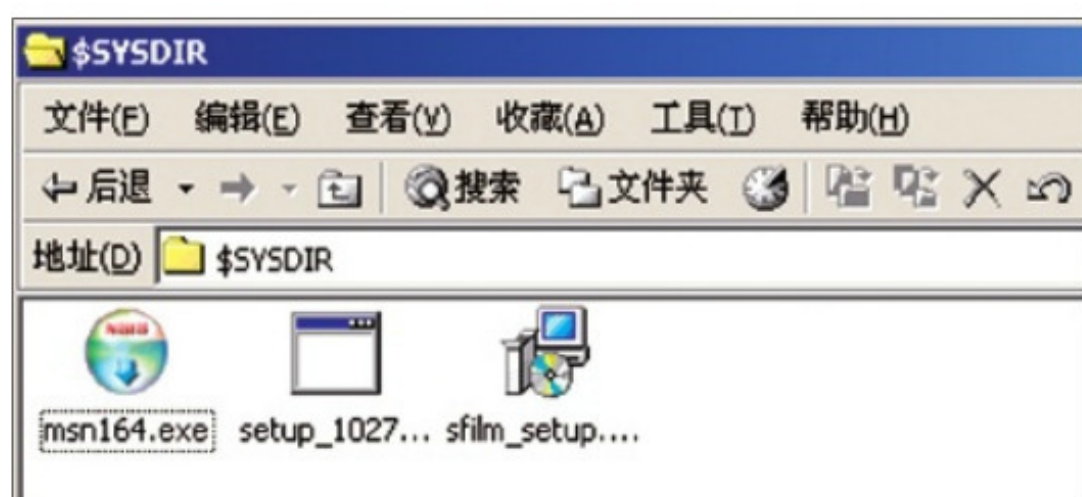 $SYSDIR
文件(F) 编辑(E) 查看(V) 收藏(A) 工具(T) 帮助(H)
后退 搜索 文件夹
地址(D) $SYSDIR
msn164.exe setup_1027... sfilm_setup....